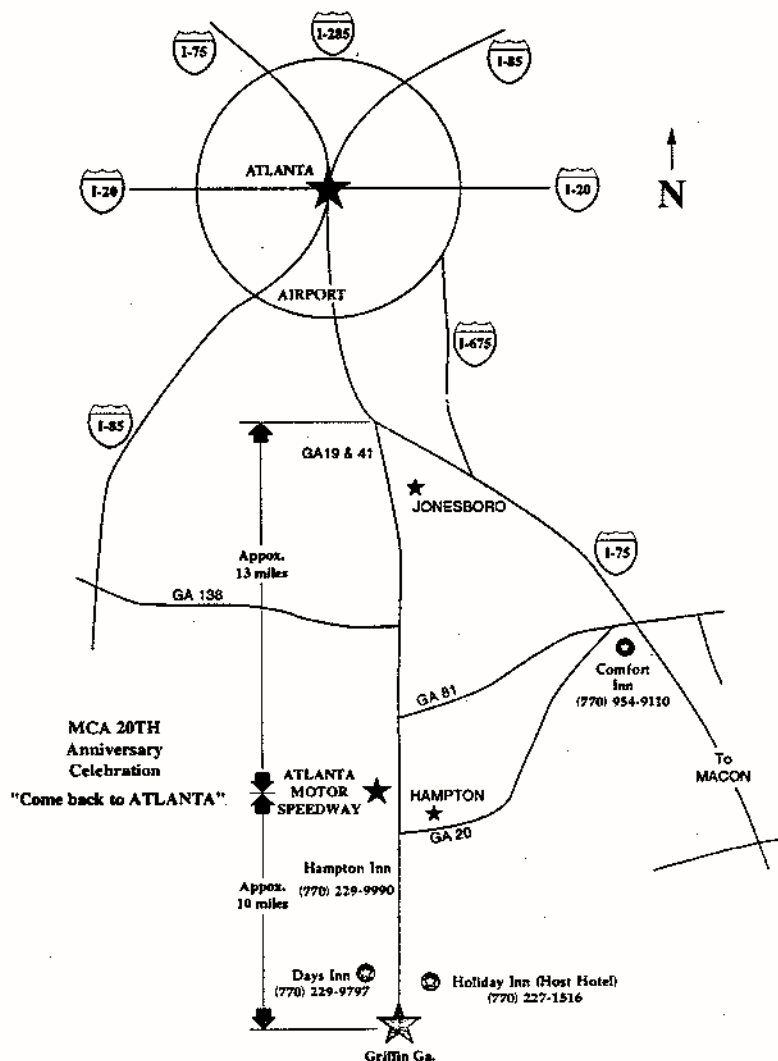 I-285
I-75
I-85
ATLANTA
I-20
I-20
N
AIRPORT
I-675
I-85
GA19 & 41
JONESBORO
I-75
Appox.
13 miles
GA 138
Comfort
Inn
(770) 954-9110
GA 81
MCA 20TH
Anniversary
Celebration
"Come back to ATLANTA"
To
MACON
ATLANTA
MOTOR
SPEEDWAY
HAMPTON
GA 20
Hampton Inn
(770) 229-9990
Appox.
10 miles
Days Inn
(770) 229-9797
Holiday Inn (Host Hotel)
(770) 227-1516
Griffin Ga.